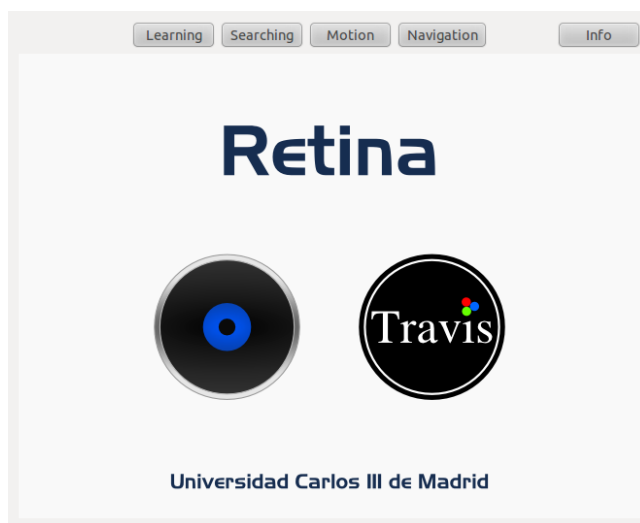 Learning Searching Motion Navigation Info
Retina
Travis
Universidad Carlos III de Madrid